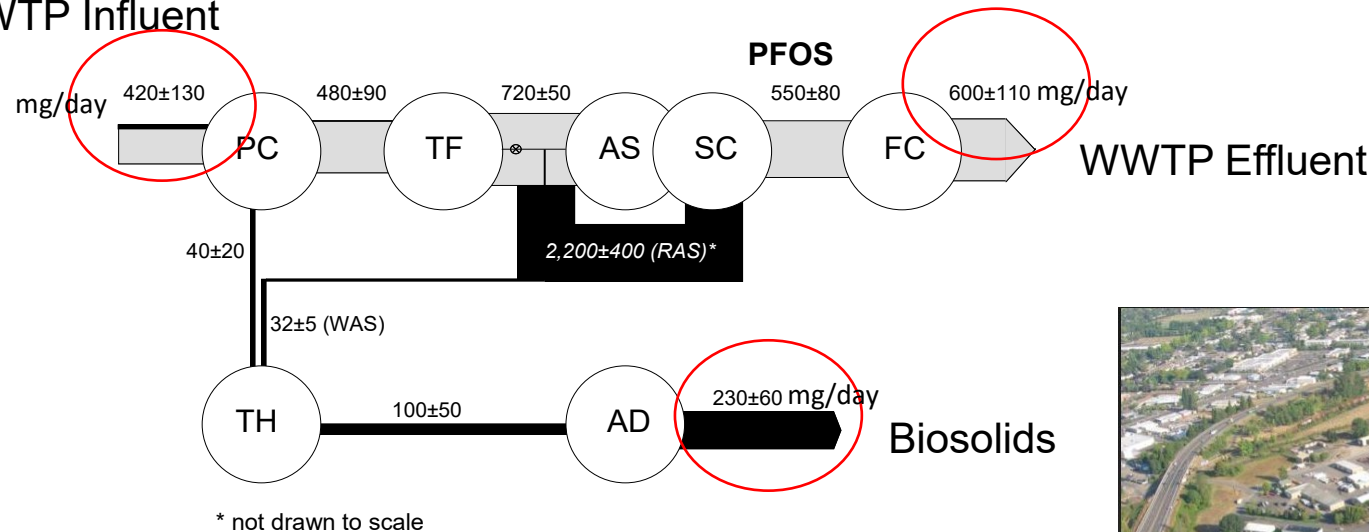 WTP Influent
PFOS
mg/day 420±130 480±90 720±50 550±80 600±110 mg/day
PC TF ⊗ AS SC FC
WWTP Effluent
40±20 2,200±400 (RAS)*
32±5 (WAS)
100±50 230±60 mg/day
TH AD
Biosolids
* not drawn to scale